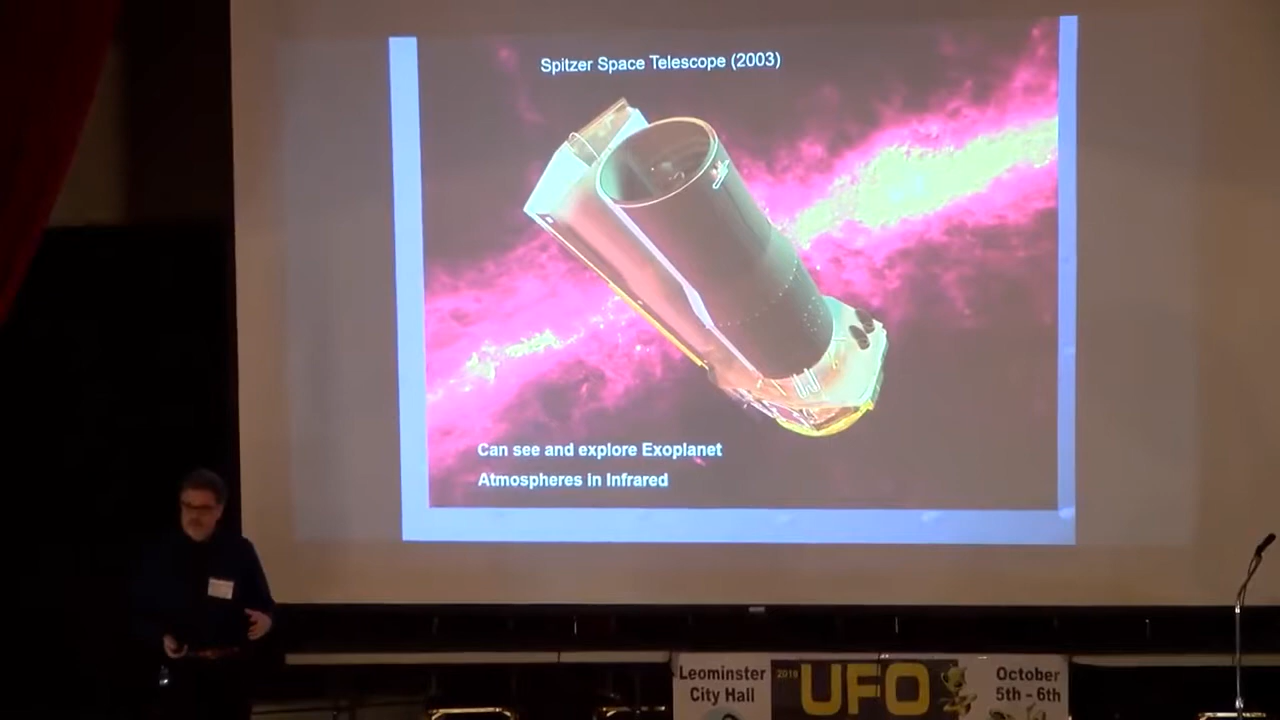 Spitzer Space Telescope (2003)
Can see and explore Exoplanet
Atmospheres in Infrared
Leominster
City Hall
2019
UFO
October
5th - 6th